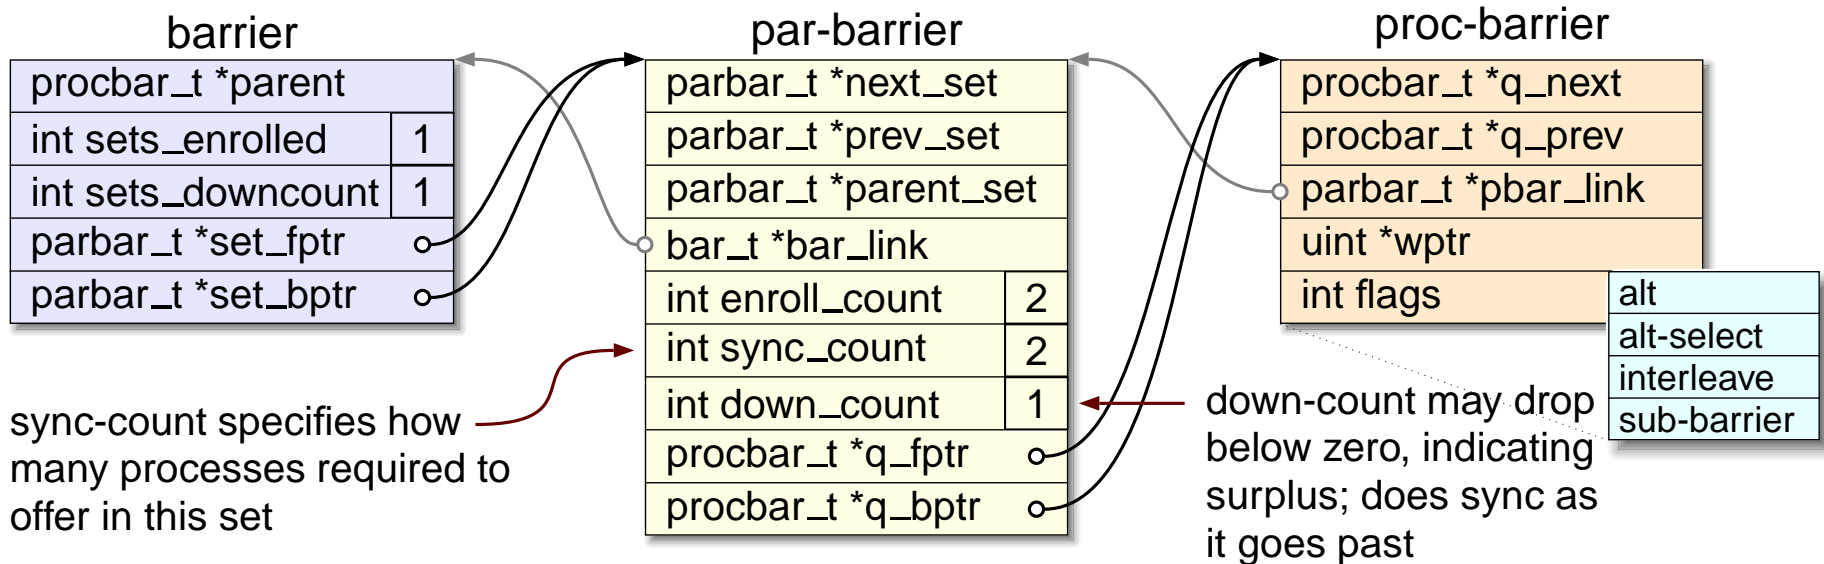 barrier
procbar_t *parent
int sets_enrolled 1
int sets_downcount 1
parbar_t *set_fptr
parbar_t *set_bptr
sync-count specifies how
many processes required to
offer in this set
par-barrier
parbar_t *next_set
parbar_t *prev_set
parbar_t *parent_set
bar_t *bar_link
int enroll_count 2
int sync_count 2
int down_count 1
procbar_t *q_fptr
procbar_t *q_bptr
proc-barrier
procbar_t *q_next
procbar_t *q_prev
parbar_t *pbar_link
uint *wptr
int flags
alt
alt-select
interleave
sub-barrier
down-count may drop
below zero, indicating
surplus; does sync as
it goes past